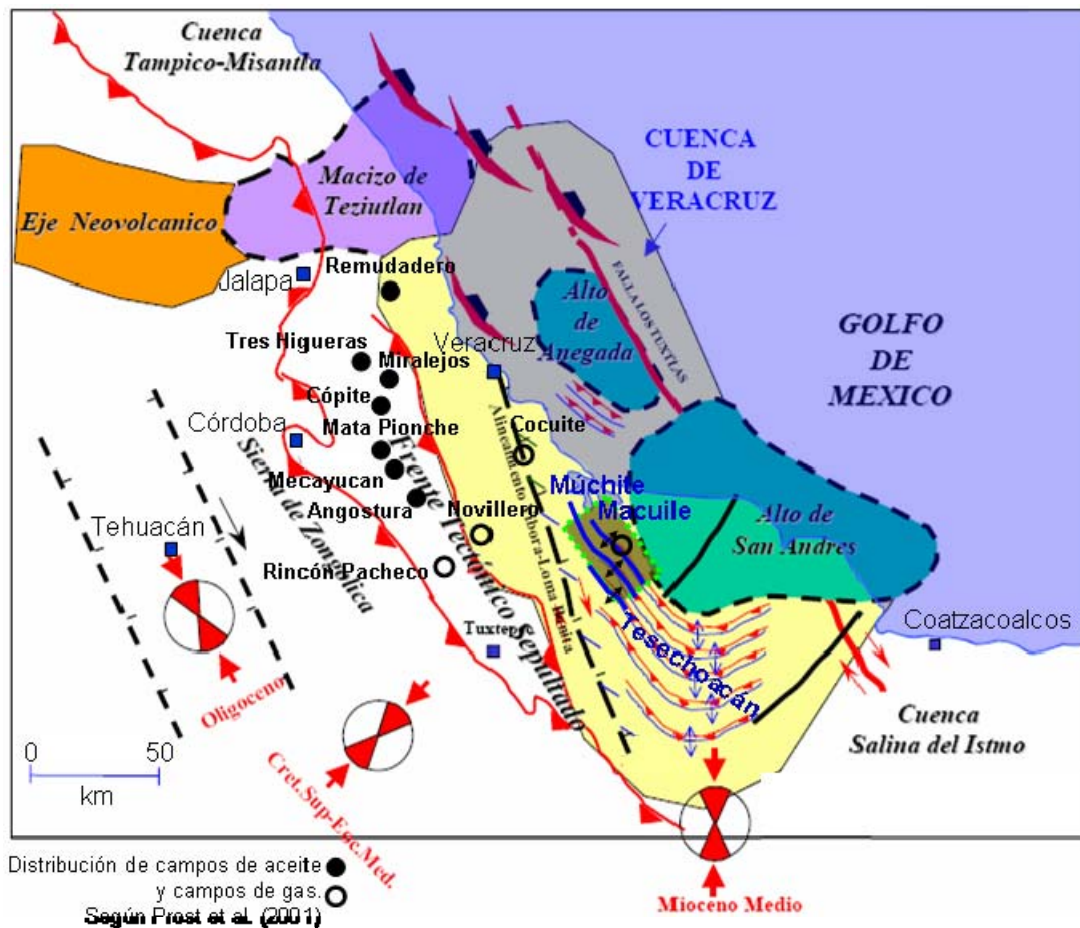 Cuenca
Tampico-Misantla
CUENCA
DE
VERACRUZ
Macizo de
Teziutlan
Eje Neovolcanico
Jalapa
Remudadero
Alto
de
Anegada
FALLA LOS TUXTLAS
GOLFO
DE
MEXICO
Tres Higueras
Miralejos
Veracruz
Cópite
Córdoba
Mata Pionche
Cocuite
Mecayucan
Angostura
Novillero
Múchite
Macuile
Alto de
San Andres
Tehuacán
Sierra de Zongolica
Frente Tectónico Sepultado
Rincón Pacheco
Tesechoacán
Coatzacoalcos
Oligoceno
Cuenca
Salina del Istmo
0 50
km
Cret.Sup-Eoc.Med.
Mioceno Medio
Distribución de campos de aceite
y campos de gas.
Según Prost et al. (2001)